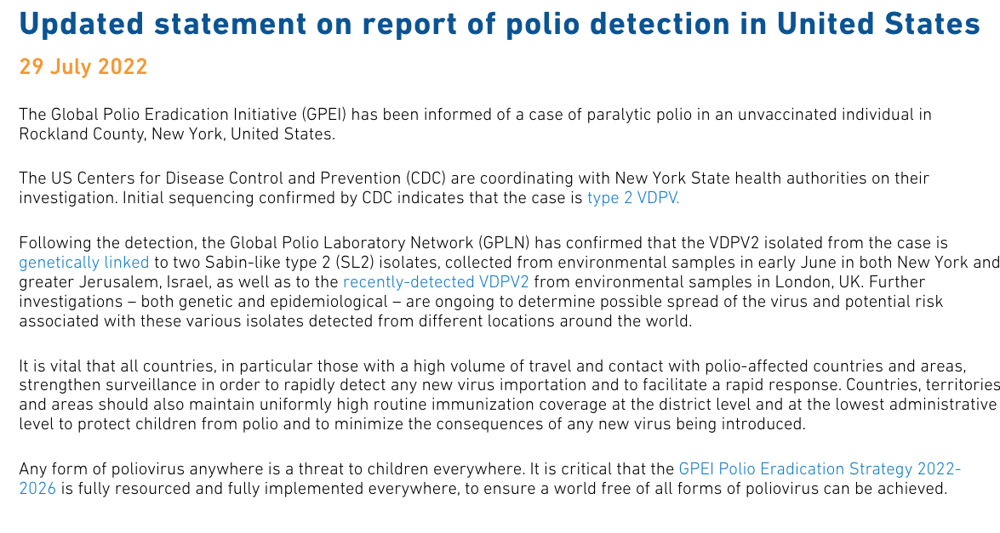 Updated statement on report of polio detection in United States
29 July 2022
The Global Polio Eradication Initiative (GPEI) has been informed of a case of paralytic polio in an unvaccinated individual in
Rockland County, New York, United States.
The US Centers for Disease Control and Prevention (CDC) are coordinating with New York State health authorities on their
investigation. Initial sequencing confirmed by CDC indicates that the case is type 2 VDPV.
Following the detection, the Global Polio Laboratory Network (GPLN) has confirmed that the VDPV2 isolated from the case is
genetically linked to two Sabin-like type 2 (SL2) isolates, collected from environmental samples in early June in both New York and
greater Jerusalem, Israel, as well as to the recently-detected VDPV2 from environmental samples in London, UK. Further
investigations – both genetic and epidemiological – are ongoing to determine possible spread of the virus and potential risk
associated with these various isolates detected from different locations around the world.
It is vital that all countries, in particular those with a high volume of travel and contact with polio-affected countries and areas,
strengthen surveillance in order to rapidly detect any new virus importation and to facilitate a rapid response. Countries, territories
and areas should also maintain uniformly high routine immunization coverage at the district level and at the lowest administrative
level to protect children from polio and to minimize the consequences of any new virus being introduced.
Any form of poliovirus anywhere is a threat to children everywhere. It is critical that the GPEI Polio Eradication Strategy 2022-
2026 is fully resourced and fully implemented everywhere, to ensure a world free of all forms of poliovirus can be achieved.